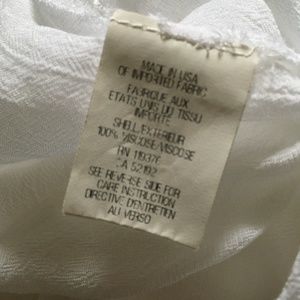 MADE IN USA
OF IMPORTED FABRIC
FABRIQUE AUX
ETATS UNIS DU TISSU
IMPORTE
SHELL/EXTERIEUR
100% VISCOSE/VISCOSE
RN 11937F
CA 52192
SEE REVERSE SIDE FOR
CARE INSTRUCTION
DIRECTIVE D'ENTRETIEN
AU VERSO